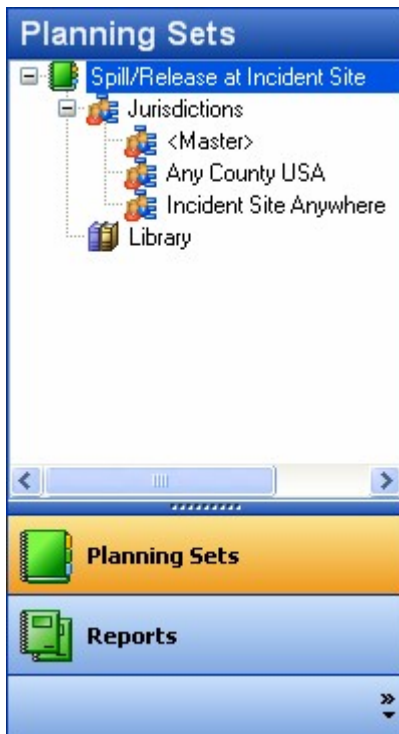 Planning Sets
Spill/Release at Incident Site
Jurisdictions
<Master>
Any County USA
Incident Site Anywhere
Library
Planning Sets
Reports